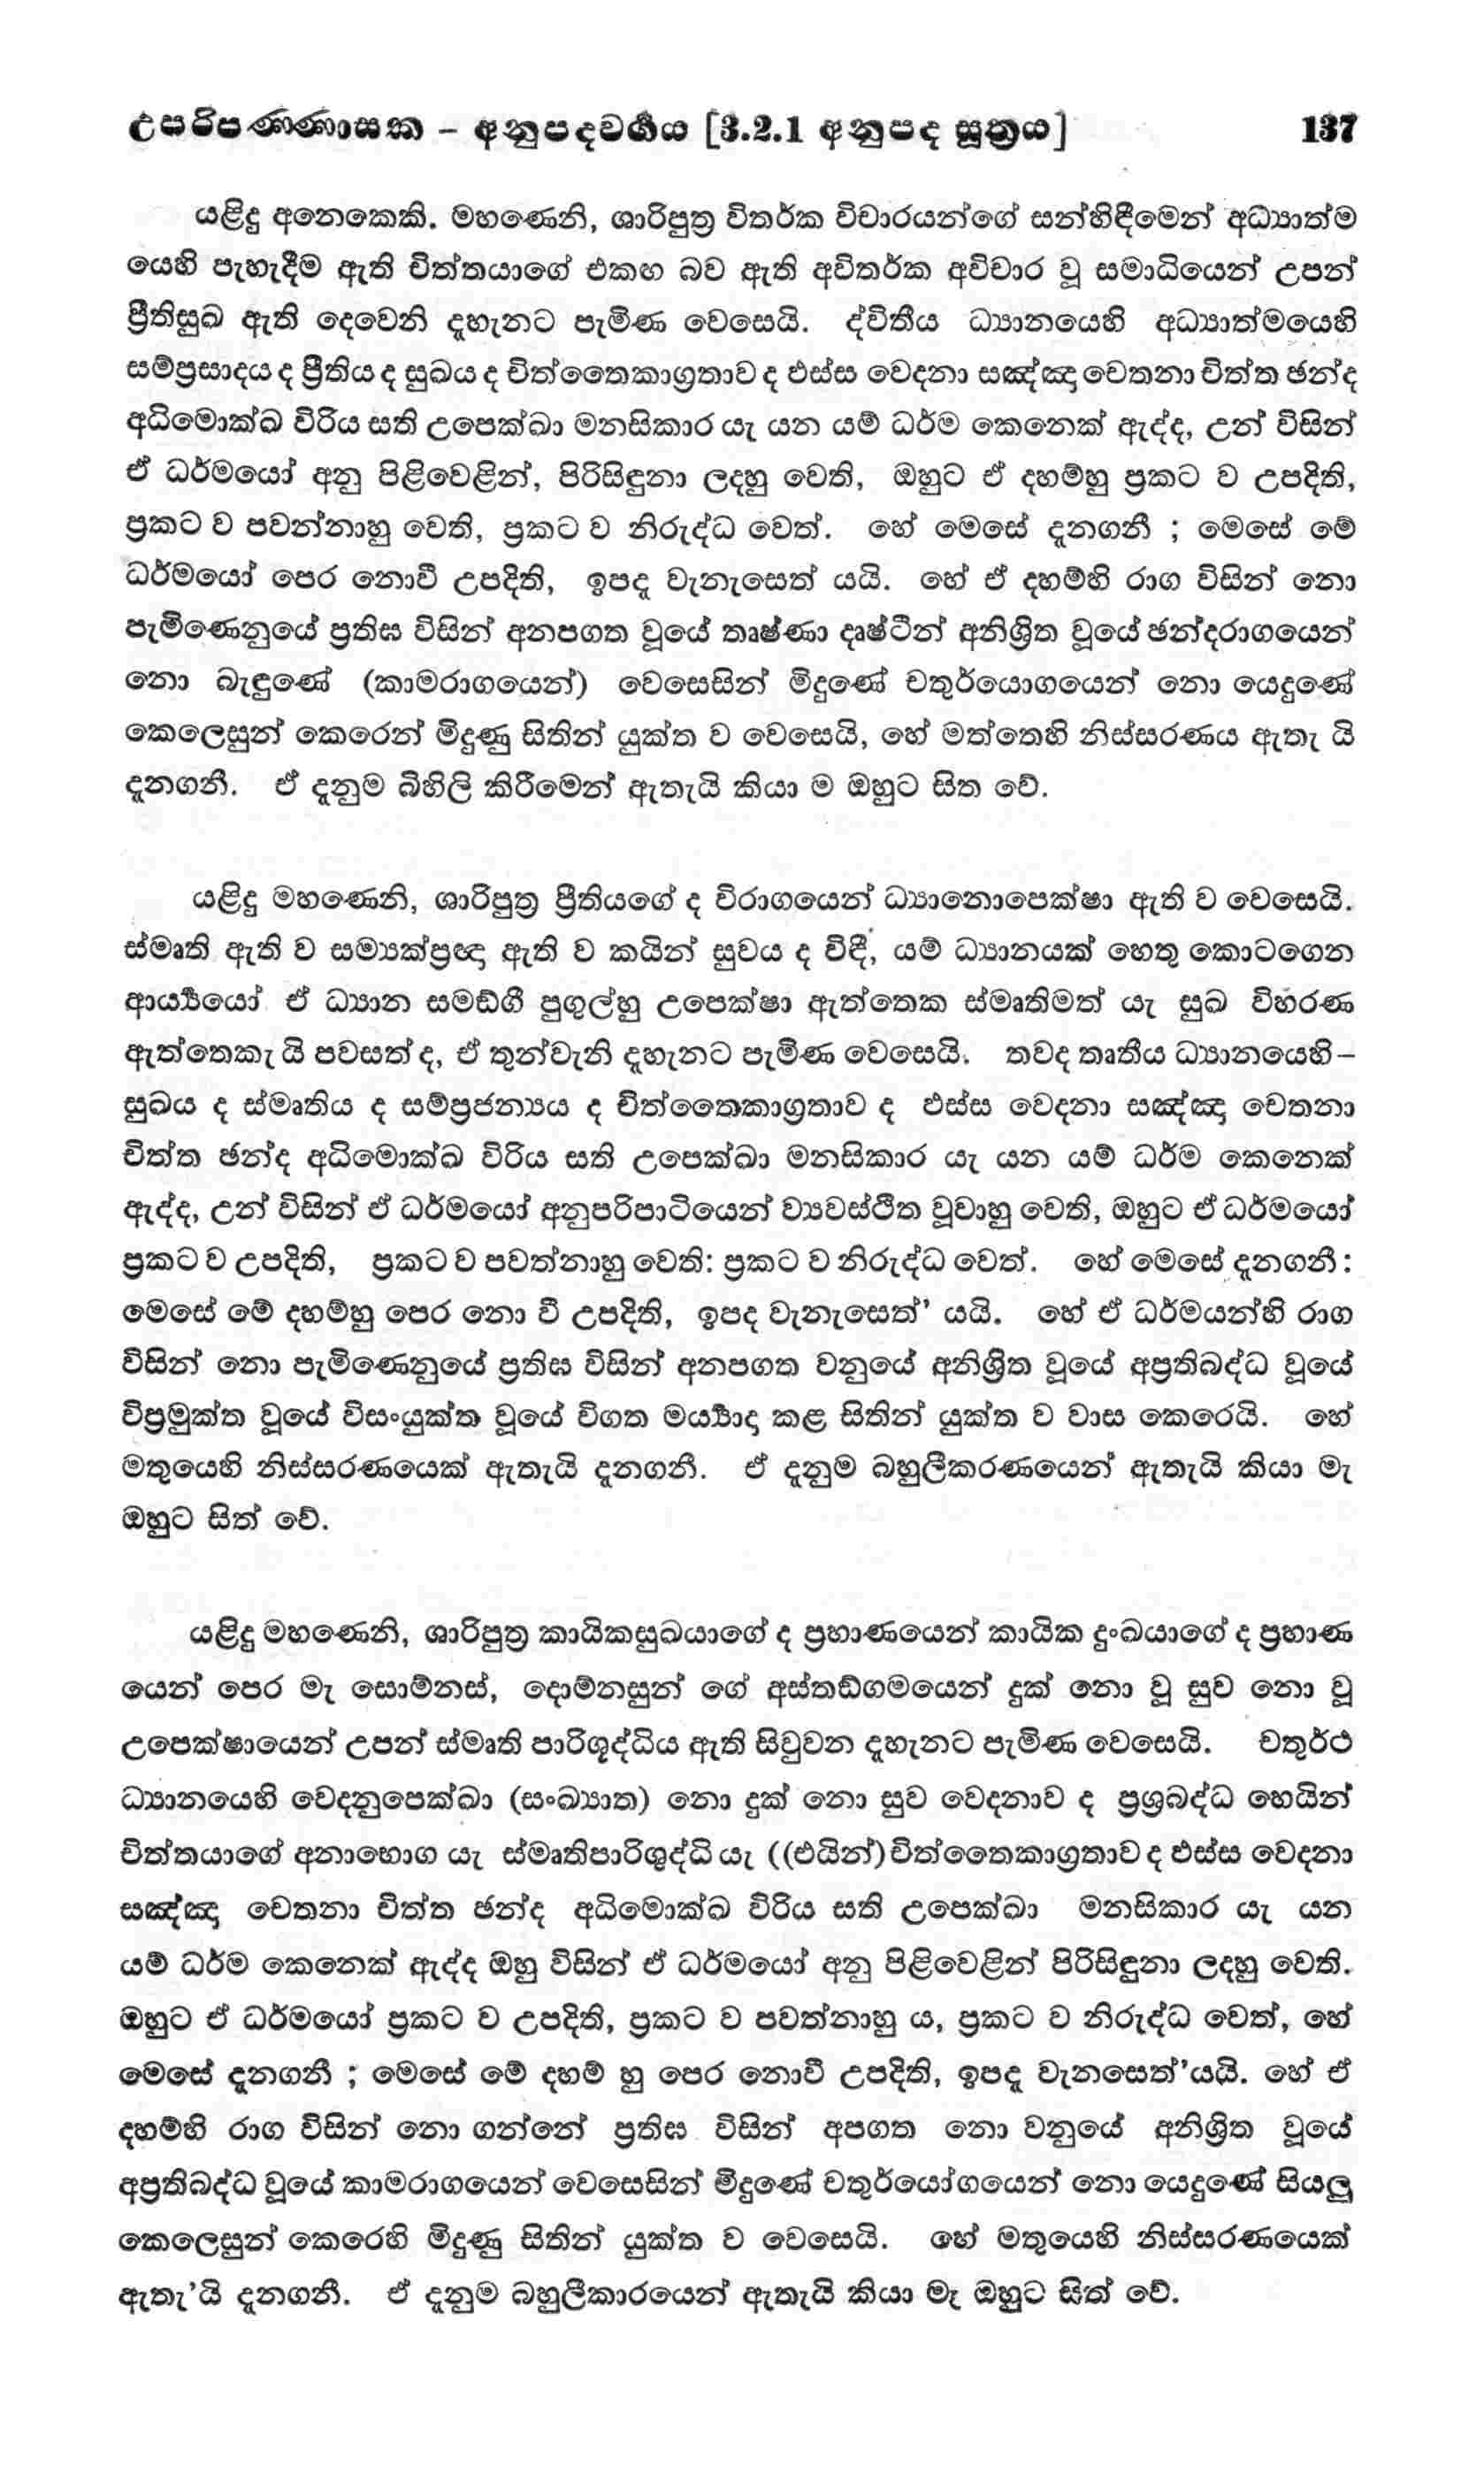 උපරිපණ්ණාසක – අනුපදවර්ගය [3.2.1 අනුපද සූත්‍රය] 137
යළිදු අනෙකෙකි. මහණෙනි, ශාරිපුත්‍ර විතර්ක විචාරයන්ගේ සන්හිඳීමෙන් අධ්‍යාත්ම
යෙහි පැහැදීම ඇති චිත්තයාගේ එකඟ බව ඇති අවිතර්ක අවිචාර වූ සමාධියෙන් උපන්
ප්‍රීතිසුඛ ඇති දෙවෙනි දැහැනට පැමිණ වෙසෙයි. ද්විතීය ධ්‍යානයෙහි අධ්‍යාත්මයෙහි
සම්ප්‍රසාදය ද ප්‍රීතිය ද සුඛය ද චිත්තෛකාග්‍රතාව ද ඵස්ස වෙදනා සඤ්ඤා චෙතනා චිත්ත ඡන්ද
අධිමොක්ඛ විරිය සති උපෙක්ඛා මනසිකාර යැ යන යම් ධර්ම කෙනෙක් ඇද්ද, උන් විසින්
ඒ ධර්මයෝ අනු පිළිවෙළින්, පිරිසිඳුනා ලදහු වෙති, ඔහුට ඒ දහම්හු ප්‍රකට ව උපදිති,
ප්‍රකට ව පවන්නාහු වෙති, ප්‍රකට ව නිරුද්ධ වෙත්. හේ මෙසේ දැනගනී ; මෙසේ මේ
ධර්මයෝ පෙර නොවී උපදිති, ඉපද වැනැසෙත් යයි. හේ ඒ දහම්හි රාග විසින් නො
පැමිණෙනුයේ ප්‍රතිඝ විසින් අනපගත වූයේ තෘෂ්ණා දෘෂ්ටීන් අනිශ්‍රිත වූයේ ඡන්දරාගයෙන්
නො බැඳුණේ (කාමරාගයෙන්) වෙසෙසින් මිදුණේ චතුර්යොගයෙන් නො යෙදුණේ
කෙලෙසුන් කෙරෙන් මිදුණු සිතින් යුක්ත ව වෙසෙයි, හේ මත්තෙහි නිස්සරණය ඇතැ යි
දැනගනී. ඒ දැනුම බිහිලි කිරීමෙන් ඇතැයි කියා ම ඔහුට සිත වේ.
යළිදු මහණෙනි, ශාරිපුත්‍ර ප්‍රීතියගේ ද විරාගයෙන් ධ්‍යානොපෙක්ෂා ඇති ව වෙසෙයි.
ස්මෘති ඇති ව සම්‍යක්ප්‍රඥා ඇති ව කයින් සුවය ද විඳී, යම් ධ්‍යානයක් හෙතු කොටගෙන
ආර්‍ය්‍යයෝ ඒ ධ්‍යාන සමඞ්ගී පුගුල්හු උපෙක්ෂා ඇත්තෙක ස්මෘතිමත් යැ සුඛ විහරණ
ඇත්තෙකැ යි පවසත් ද, ඒ තුන්වැනි දැහැනට පැමිණ වෙසෙයි. තවද තෘතීය ධ්‍යානයෙහි –
සුඛය ද ස්මෘතිය ද සම්ප්‍රජන්‍යය ද චිත්තෛකාග්‍රතාව ද ඵස්ස වෙදනා සඤ්ඤා චෙතනා
චිත්ත ඡන්ද අධිමොක්ඛ විරිය සති උපෙක්ඛා මනසිකාර යැ යන යම් ධර්ම කෙනෙක්
ඇද්ද, උන් විසින් ඒ ධර්මයෝ අනුපරිපාටියෙන් ව්‍යවස්ථිත වූවාහු වෙති, ඔහුට ඒ ධර්මයෝ
ප්‍රකට ව උපදිති, ප්‍රකට ව පවත්නාහු වෙති: ප්‍රකට ව නිරුද්ධ වෙත්. හේ මෙසේ දැනගනී :
මෙසේ මේ දහම්හු පෙර නො වී උපදිති, ඉපද වැනැසෙත්' යයි. හේ ඒ ධර්මයන්හි රාග
විසින් නො පැමිණෙනුයේ ප්‍රතිඝ විසින් අනපගත වනුයේ අනිශ්‍රිත වූයේ අප්‍රතිබද්ධ වූයේ
විප්‍රමුක්ත වූයේ විසංයුක්ත වූයේ විගත මර්‍ය්‍යාද කළ සිතින් යුක්ත ව වාස කෙරෙයි. හේ
මතුයෙහි නිස්සරණයෙක් ඇතැයි දැනගනී. ඒ දැනුම බහුලීකරණයෙන් ඇතැයි කියා මැ
ඔහුට සිත් වේ.
යළිදු මහණෙනි, ශාරිපුත්‍ර කායිකසුඛයාගේ ද ප්‍රහාණයෙන් කායික දුඃඛයාගේ ද ප්‍රහාණ
යෙන් පෙර මැ සොම්නස්, දොම්නසුන් ගේ අස්තඞ්ගමයෙන් දුක් නො වූ සුව නො වූ
උපෙක්ෂායෙන් උපන් ස්මෘති පාරිශුද්ධිය ඇති සිවුවන දැහැනට පැමිණ වෙසෙයි. චතුර්ථ
ධ්‍යානයෙහි වෙදනුපෙක්ඛා (සංඛ්‍යාත) නො දුක් නො සුව වෙදනාව ද ප්‍රශ්‍රබද්ධ හෙයින්
චිත්තයාගේ අනාභොග යැ ස්මෘතිපාරිශුද්ධි යැ ((එයින්) චිත්තෛකාග්‍රතාව ද ඵස්ස වෙදනා
සඤ්ඤා චෙතනා චිත්ත ඡන්ද අධිමොක්ඛ විරිය සති උපෙක්ඛා මනසිකාර යැ යන
යම් ධර්ම කෙනෙක් ඇද්ද ඔහු විසින් ඒ ධර්මයෝ අනු පිළිවෙළින් පිරිසිඳුනා ලදහු වෙති.
ඔහුට ඒ ධර්මයෝ ප්‍රකට ව උපදිති, ප්‍රකට ව පවත්නාහු ය, ප්‍රකට ව නිරුද්ධ වෙත්, හේ
මෙසේ දැනගනී ; මෙසේ මේ දහම් හු පෙර නොවී උපදිති, ඉපද වැනසෙත්'යයි. හේ ඒ
දහම්හි රාග විසින් නො ගන්නේ ප්‍රතිඝ විසින් අපගත නො වනුයේ අනිශ්‍රිත වූයේ
අප්‍රතිබද්ධ වූයේ කාමරාගයෙන් වෙසෙසින් මිදුණේ චතුර්යෝගයෙන් නො යෙදුණේ සියලු
කෙලෙසුන් කෙරෙහි මිදුණු සිතින් යුක්ත ව වෙසෙයි. හේ මතුයෙහි නිස්සරණයෙක්
ඇතැ'යි දැනගනී. ඒ දැනුම බහුලීකාරයෙන් ඇතැයි කියා මැ ඔහුට සිත් වේ.